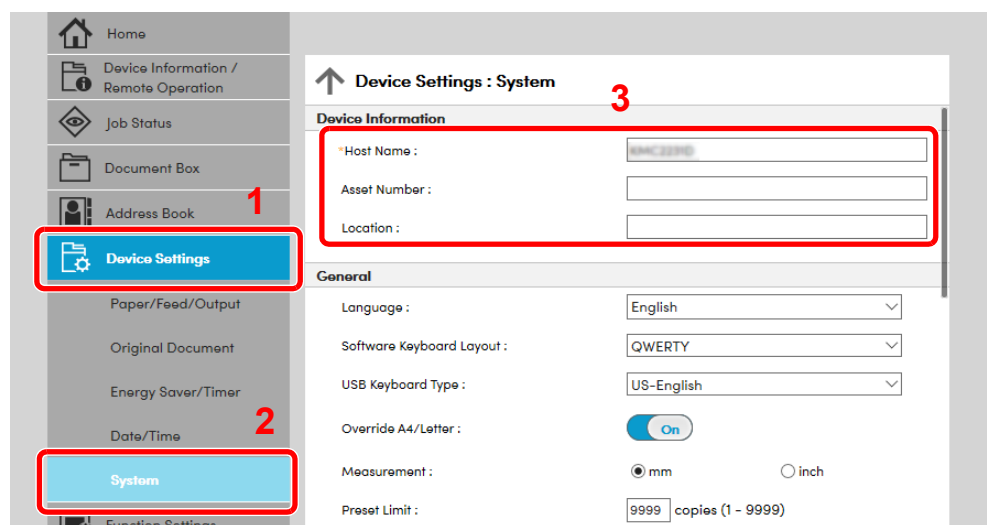 Home
Device Information /
Remote Operation
Job Status
Document Box
Address Book
1
Device Settings
Paper/Feed/Output
Original Document
Energy Saver/Timer
Date/Time
2
System
Function Settings
Device Settings : System
3
Device Information
*Host Name :
Asset Number :
Location :
General
Language : English
Software Keyboard Layout : QWERTY
USB Keyboard Type : US-English
Override A4/Letter : On
Measurement : mm inch
Preset Limit : 9999 copies (1 - 9999)